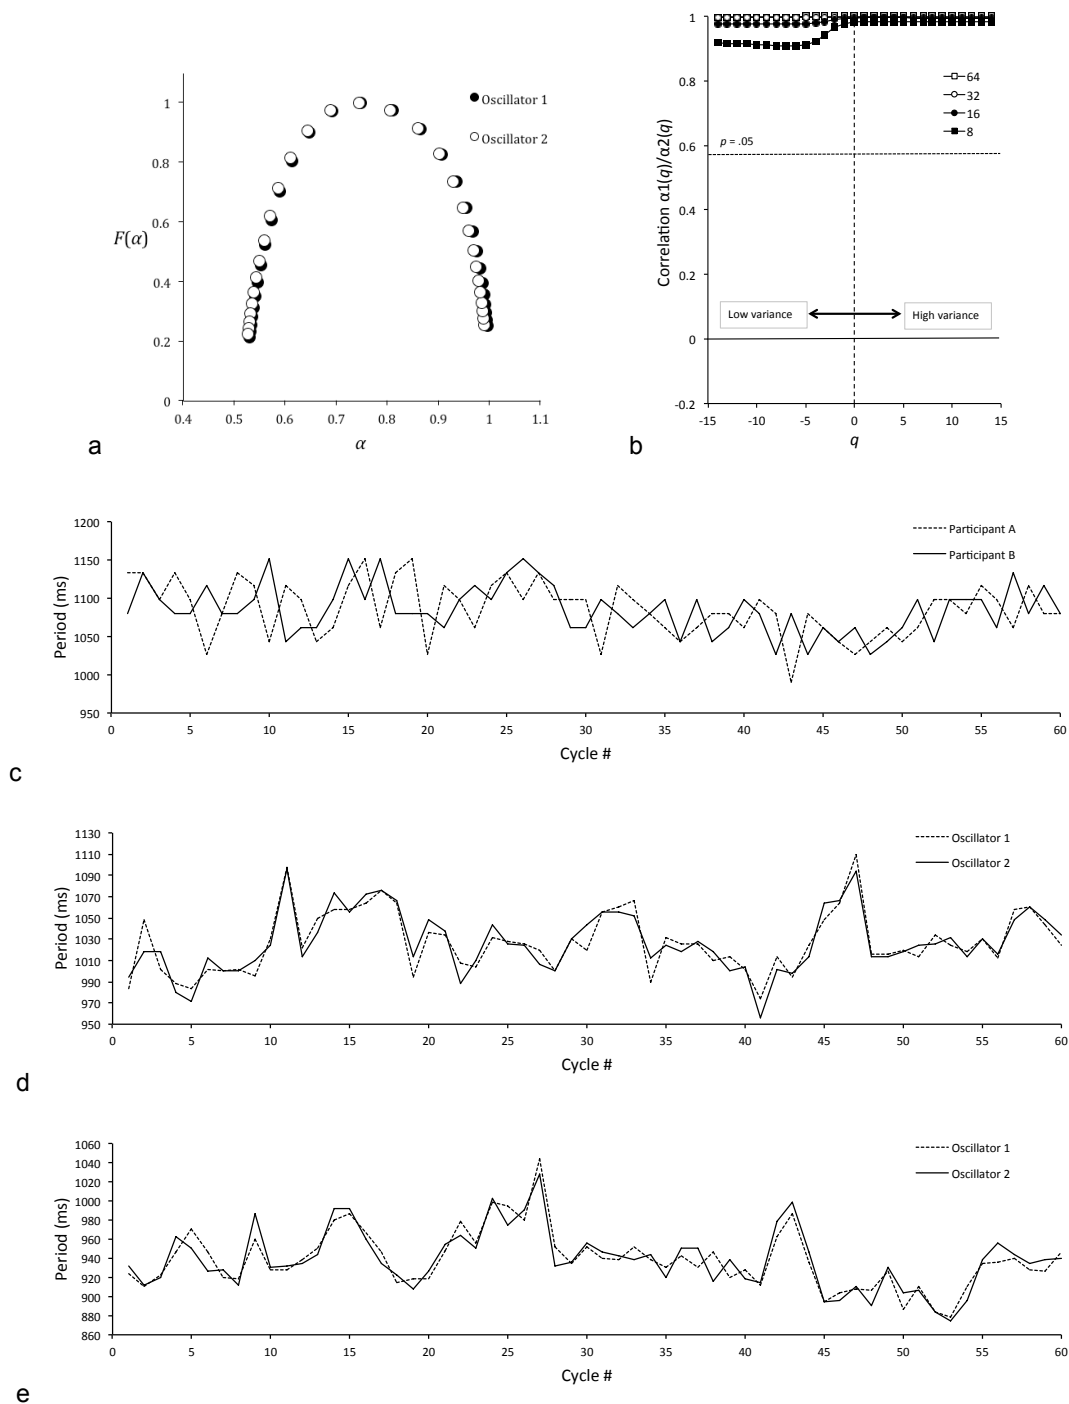 1
0.8
0.6
0.4
0.2
0
F(α)
0.4 0.5 0.6 0.7 0.8 0.9 1 1.1
α
Oscillator 1
Oscillator 2
a
1
0.8
0.6
0.4
0.2
0
-0.2
Correlation α1(q)/α2(q)
64
32
16
8
p = .05
Low variance
High variance
-15 -10 -5 0 5 10 15
q
b
1200
1150
1100
1050
1000
950
Period (ms)
Participant A
Participant B
0 5 10 15 20 25 30 35 40 45 50 55 60
Cycle #
c
1130
1110
1090
1070
1050
1030
1010
990
970
950
Period (ms)
Oscillator 1
Oscillator 2
0 5 10 15 20 25 30 35 40 45 50 55 60
Cycle #
d
1060
1040
1020
1000
980
960
940
920
900
880
860
Period (ms)
Oscillator 1
Oscillator 2
0 5 10 15 20 25 30 35 40 45 50 55 60
Cycle #
e